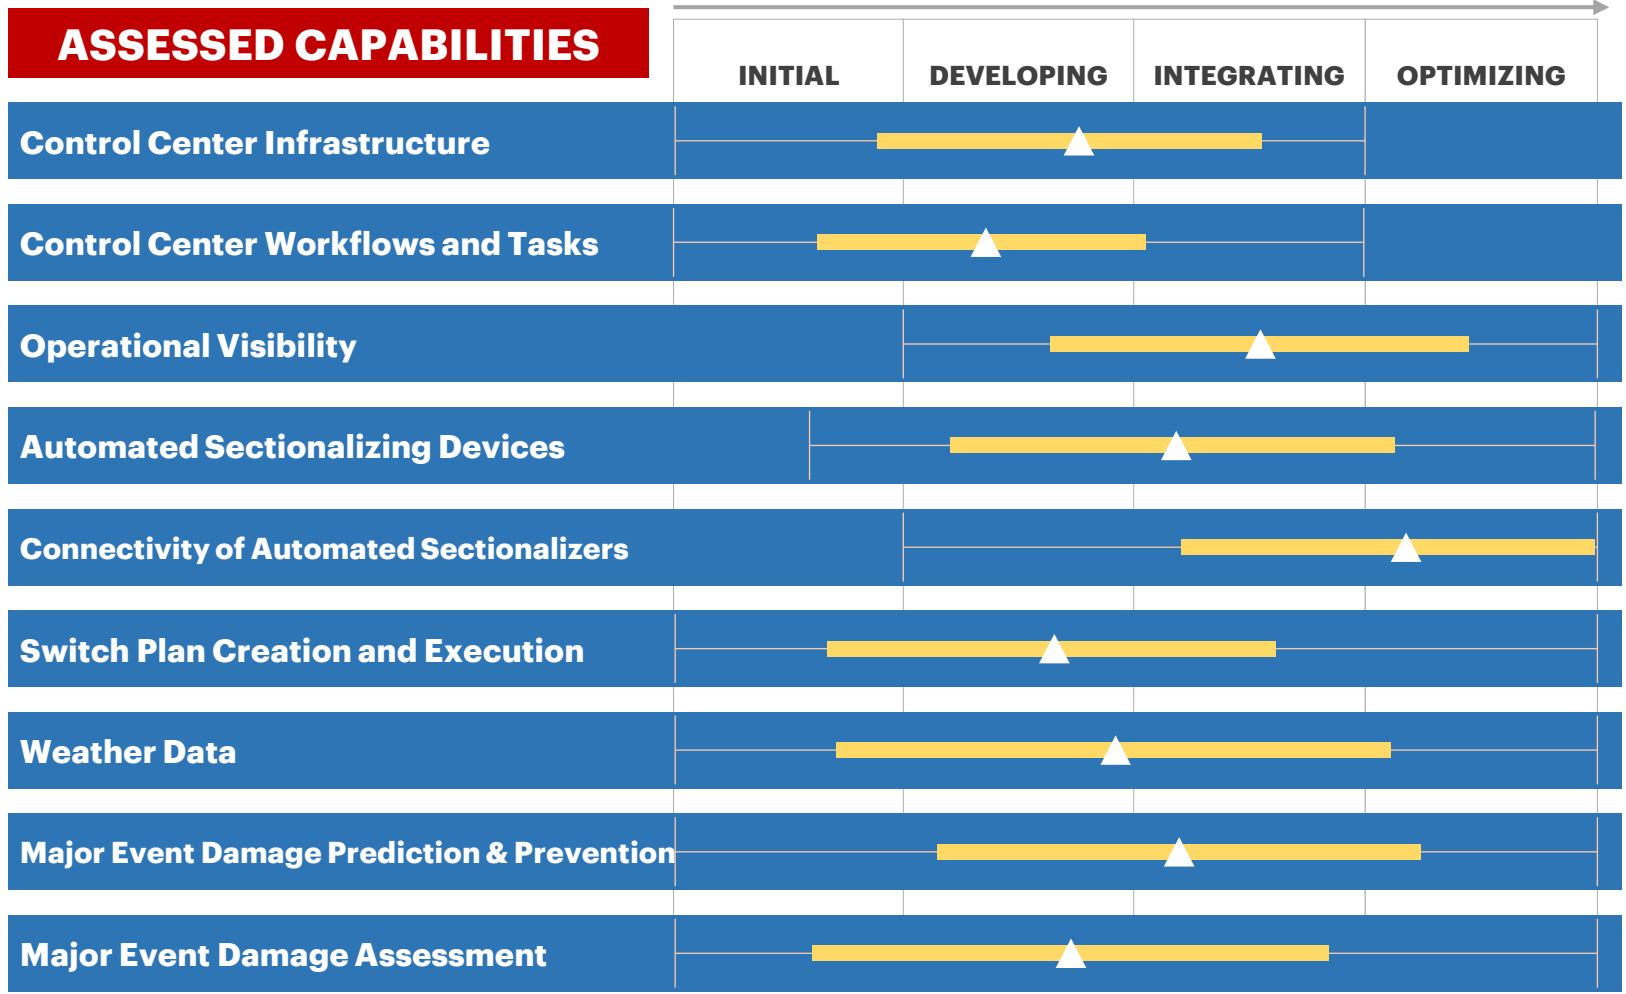 ASSESSED CAPABILITIES
INITIAL DEVELOPING INTEGRATING OPTIMIZING
Control Center Infrastructure
Control Center Workflows and Tasks
Operational Visibility
Automated Sectionalizing Devices
Connectivity of Automated Sectionalizers
Switch Plan Creation and Execution
Weather Data
Major Event Damage Prediction & Prevention
Major Event Damage Assessment